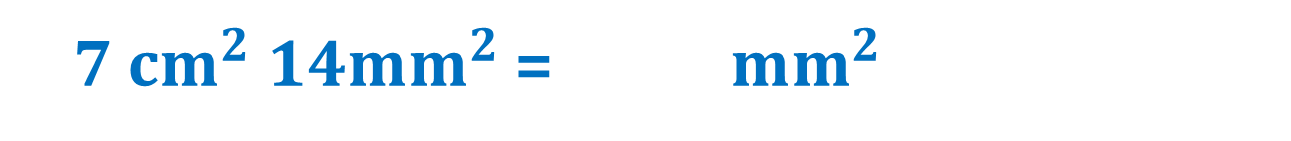 7 cm² 14mm² = mm²